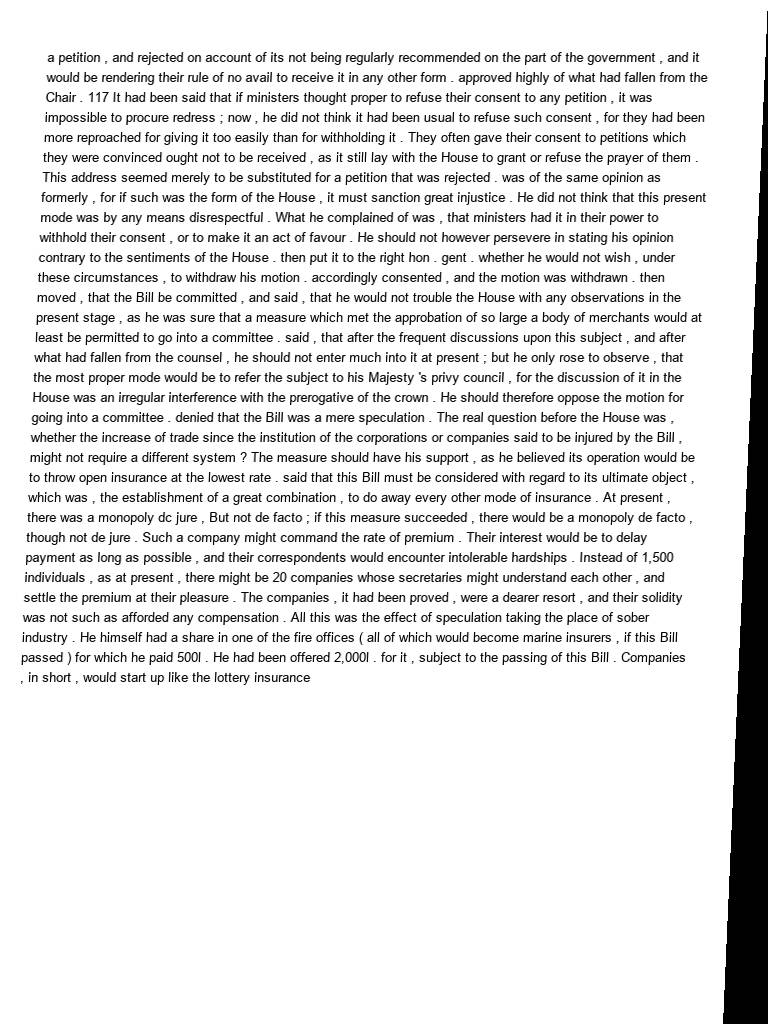 a petition , and rejected on account of its not being regularly recommended on the part of the government , and it
would be rendering their rule of no avail to receive it in any other form . approved highly of what had fallen from the
Chair . 117 It had been said that if ministers thought proper to refuse their consent to any petition , it was
impossible to procure redress ; now , he did not think it had been usual to refuse such consent , for they had been
more reproached for giving it too easily than for withholding it . They often gave their consent to petitions which
they were convinced ought not to be received , as it still lay with the House to grant or refuse the prayer of them .
This address seemed merely to be substituted for a petition that was rejected . was of the same opinion as
formerly , for if such was the form of the House , it must sanction great injustice . He did not think that this present
mode was by any means disrespectful . What he complained of was , that ministers had it in their power to
withhold their consent , or to make it an act of favour . He should not however persevere in stating his opinion
contrary to the sentiments of the House . then put it to the right hon . gent . whether he would not wish , under
these circumstances , to withdraw his motion . accordingly consented , and the motion was withdrawn . then
moved , that the Bill be committed , and said , that he would not trouble the House with any observations in the
present stage , as he was sure that a measure which met the approbation of so large a body of merchants would at
least be permitted to go into a committee . said , that after the frequent discussions upon this subject , and after
what had fallen from the counsel , he should not enter much into it at present ; but he only rose to observe , that
the most proper mode would be to refer the subject to his Majesty 's privy council , for the discussion of it in the
House was an irregular interference with the prerogative of the crown . He should therefore oppose the motion for
going into a committee . denied that the Bill was a mere speculation . The real question before the House was ,
whether the increase of trade since the institution of the corporations or companies said to be injured by the Bill ,
might not require a different system ? The measure should have his support , as he believed its operation would be
to throw open insurance at the lowest rate . said that this Bill must be considered with regard to its ultimate object ,
which was , the establishment of a great combination , to do away every other mode of insurance . At present ,
there was a monopoly dc jure , But not de facto ; if this measure succeeded , there would be a monopoly de facto ,
though not de jure . Such a company might command the rate of premium . Their interest would be to delay
payment as long as possible , and their correspondents would encounter intolerable hardships . Instead of 1,500
individuals , as at present , there might be 20 companies whose secretaries might understand each other , and
settle the premium at their pleasure . The companies , it had been proved , were a dearer resort , and their solidity
was not such as afforded any compensation . All this was the effect of speculation taking the place of sober
industry . He himself had a share in one of the fire offices ( all of which would become marine insurers , if this Bill
passed ) for which he paid 500l . He had been offered 2,000l . for it , subject to the passing of this Bill . Companies
, in short , would start up like the lottery insurance